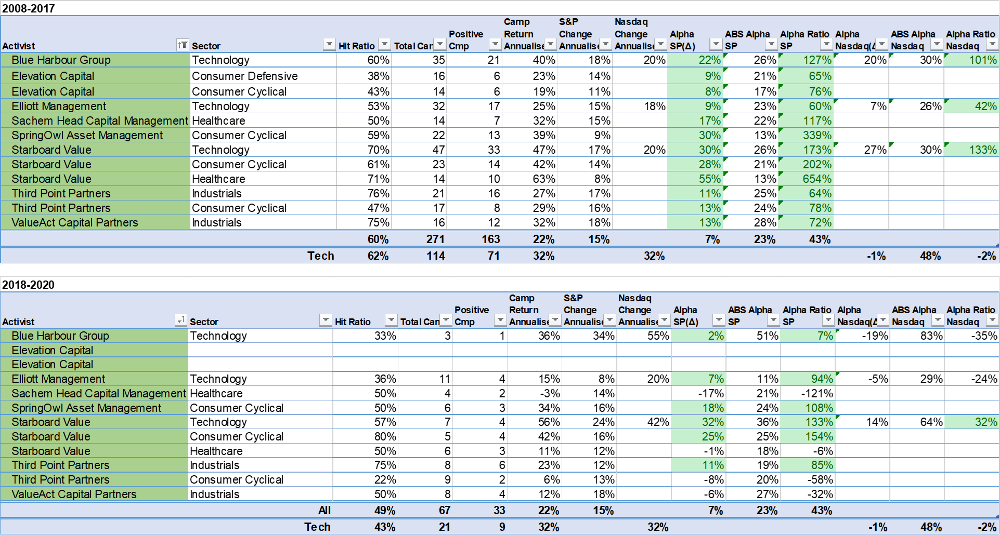 2008-2017
Activist Sector Hit Ratio Total Can Positive Cmp Camp Return Annualise S&P Change Annualise Nasdaq Change Annualise Alpha SP(Δ) ABS Alpha SP Alpha Ratio SP Alpha Nasdaq(Δ ABS Alpha Nasdaq Alpha Ratio Nasdaq
Blue Harbour Group Technology 60% 35 21 40% 18% 20% 22% 26% 127% 20% 30% 101%
Elevation Capital Consumer Defensive 38% 16 6 23% 14% 9% 21% 65%
Elevation Capital Consumer Cyclical 43% 14 6 19% 11% 8% 17% 76%
Elliott Management Technology 53% 32 17 25% 15% 18% 9% 23% 60% 7% 26% 42%
Sachem Head Capital Management Healthcare 50% 14 7 32% 15% 17% 22% 117%
SpringOwl Asset Management Consumer Cyclical 59% 22 13 39% 9% 30% 13% 339%
Starboard Value Technology 70% 47 33 47% 17% 20% 30% 26% 173% 27% 30% 133%
Starboard Value Consumer Cyclical 61% 23 14 42% 14% 28% 21% 202%
Starboard Value Healthcare 71% 14 10 63% 8% 55% 13% 654%
Third Point Partners Industrials 76% 21 16 27% 17% 11% 25% 64%
Third Point Partners Consumer Cyclical 47% 17 8 29% 16% 13% 24% 78%
ValueAct Capital Partners Industrials 75% 16 12 32% 18% 13% 28% 72%
60% 271 163 22% 15% 7% 23% 43%
Tech 62% 114 71 32% 32% -1% 48% -2%
2018-2020
Activist Sector Hit Ratio Total Can Positive Cmp Camp Return Annualise S&P Change Annualise Nasdaq Change Annualise Alpha SP(Δ) ABS Alpha SP Alpha Ratio SP Alpha Nasdaq(Δ ABS Alpha Nasdaq Alpha Ratio Nasdaq
Blue Harbour Group Technology 33% 3 1 36% 34% 55% 2% 51% 7% -19% 83% -35%
Elevation Capital
Elevation Capital
Elliott Management Technology 36% 11 4 15% 8% 20% 7% 11% 94% -5% 29% -24%
Sachem Head Capital Management Healthcare 50% 4 2 -3% 14% -17% 21% -121%
SpringOwl Asset Management Consumer Cyclical 50% 6 3 34% 16% 18% 24% 108%
Starboard Value Technology 57% 7 4 56% 24% 42% 32% 36% 133% 14% 64% 32%
Starboard Value Consumer Cyclical 80% 5 4 42% 16% 25% 25% 154%
Starboard Value Healthcare 50% 6 3 11% 12% -1% 18% -6%
Third Point Partners Industrials 75% 8 6 23% 12% 11% 19% 85%
Third Point Partners Consumer Cyclical 22% 9 2 6% 13% -8% 20% -58%
ValueAct Capital Partners Industrials 50% 8 4 12% 18% -6% 27% -32%
All 49% 67 33 22% 15% 7% 23% 43%
Tech 43% 21 9 32% 32% -1% 48% -2%